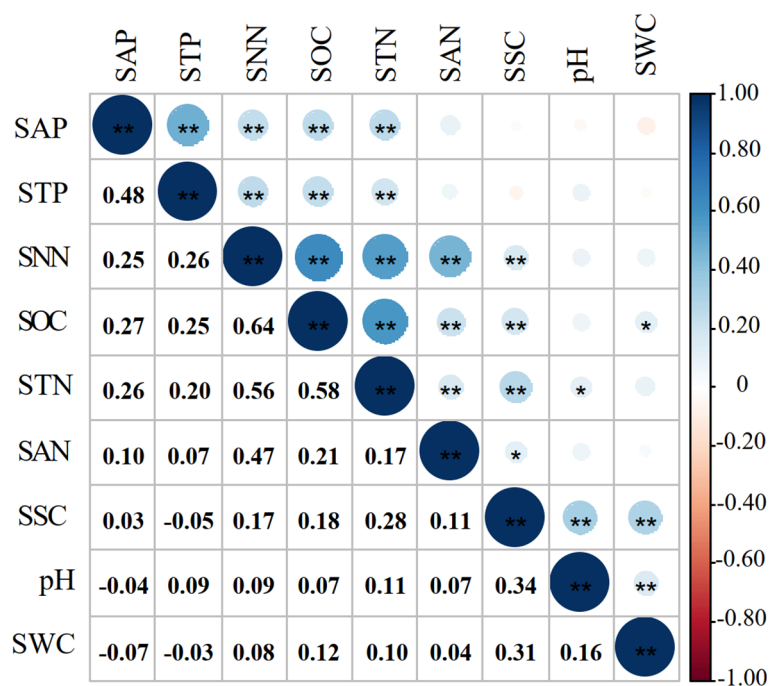 SAP STP SNN SOC STN SAN SSC pH SWC
SAP ** ** ** ** ** 1.00
0.80
STP 0.48 ** ** ** **
0.60
SNN 0.25 0.26 ** ** ** ** **
0.40
SOC 0.27 0.25 0.64 ** ** ** ** *
0.20
STN 0.26 0.20 0.56 0.58 ** ** ** *
0
SAN 0.10 0.07 0.47 0.21 0.17 ** *
-0.20
SSC 0.03 -0.05 0.17 0.18 0.28 0.11 ** ** **
-0.40
pH -0.04 0.09 0.09 0.07 0.11 0.07 0.34 ** **
-0.60
-0.80
SWC -0.07 -0.03 0.08 0.12 0.10 0.04 0.31 0.16 **
-1.00